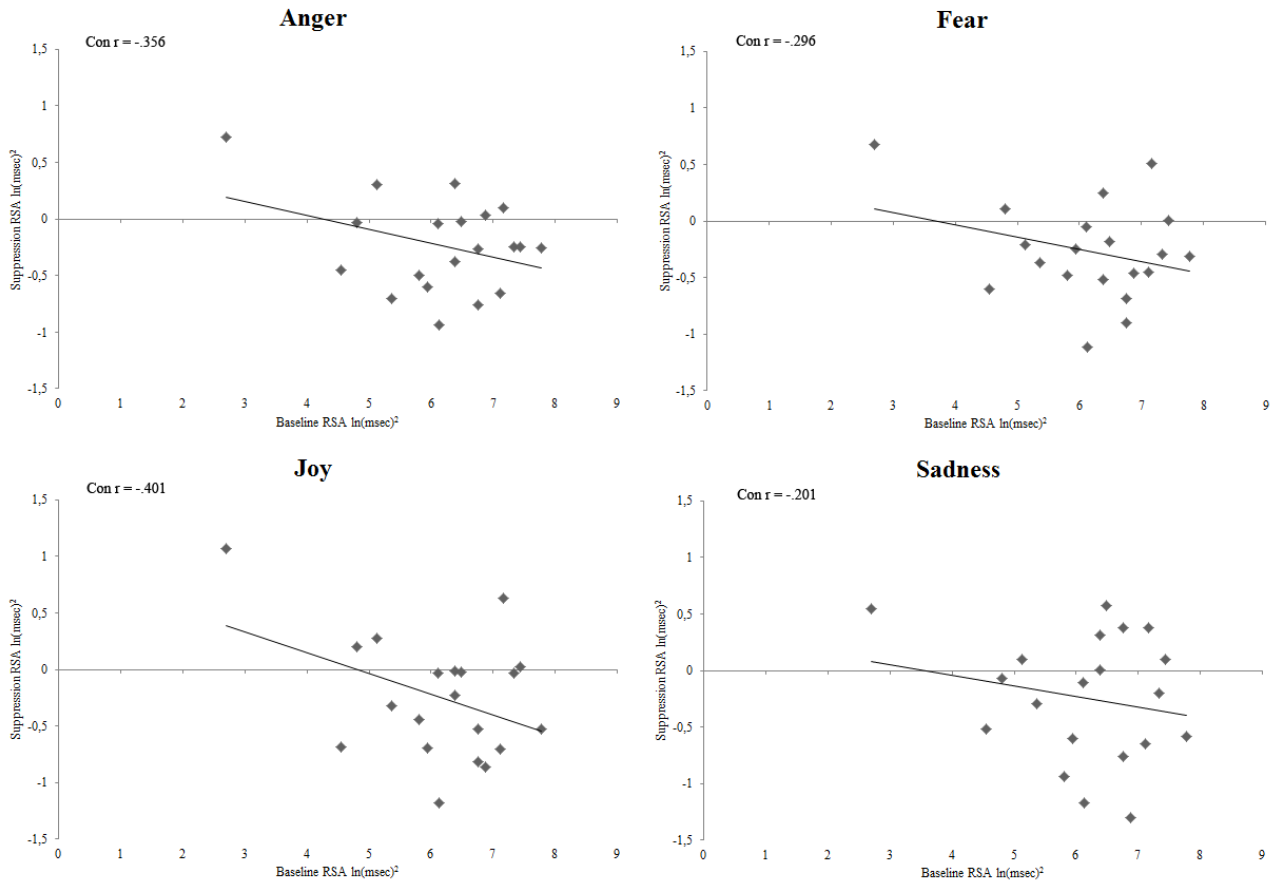 Anger
Con r = -.356
1,5
1
0,5
0
-0,5
-1
-1,5
Suppression RSA ln(msec)²
0 1 2 3 4 5 6 7 8 9
Baseline RSA ln(msec)²
Fear
Con r = -.296
1,5
1
0,5
0
-0,5
-1
-1,5
Suppression RSA ln(msec)²
0 1 2 3 4 5 6 7 8 9
Baseline RSA ln(msec)²
Joy
Con r = -.401
1,5
1
0,5
0
-0,5
-1
-1,5
Suppression RSA ln(msec)²
0 1 2 3 4 5 6 7 8 9
Baseline RSA ln(msec)²
Sadness
Con r = -.201
1,5
1
0,5
0
-0,5
-1
-1,5
Suppression RSA ln(msec)²
0 1 2 3 4 5 6 7 8 9
Baseline RSA ln(msec)²